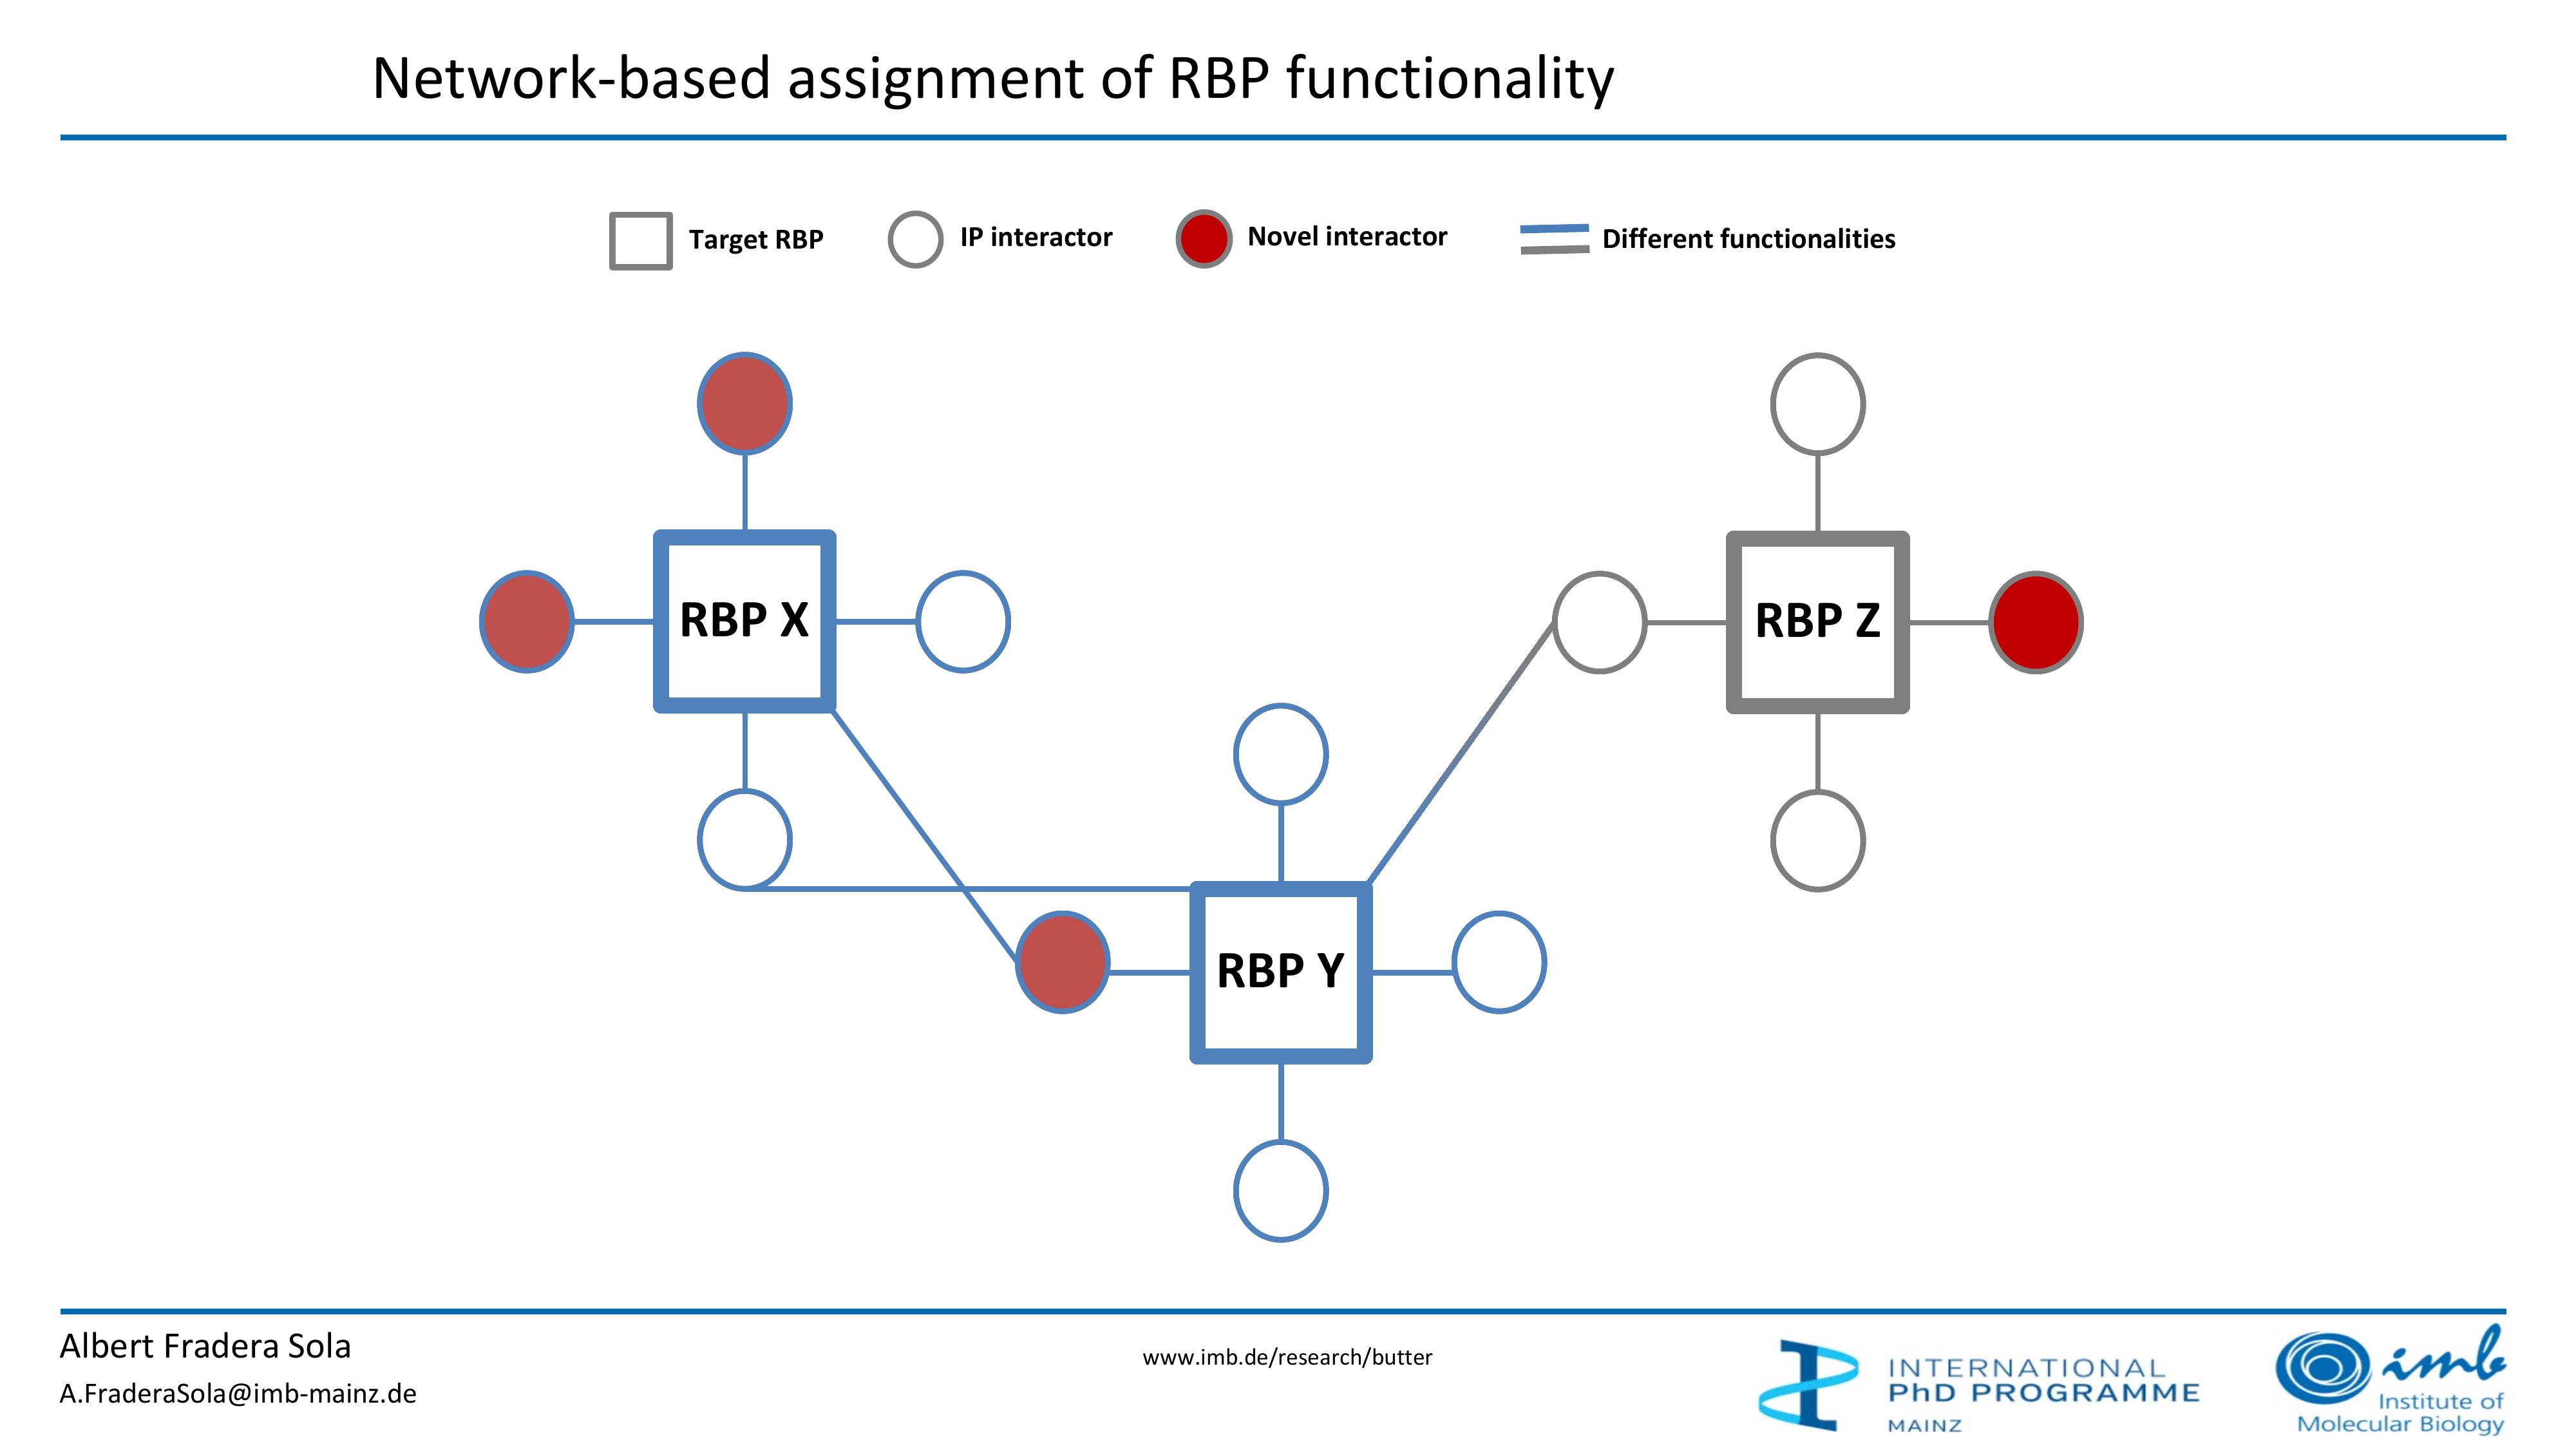 Network-based assignment of RBP functionality
Target RBP
IP interactor
Novel interactor
Different functionalities
RBP X
RBP Z
RBP Y
Albert Fradera Sola
A.FraderaSola@imb-mainz.de
www.imb.de/research/butter
INTERNATIONAL
PhD PROGRAMME
MAINZ
imb
Institute of
Molecular Biology